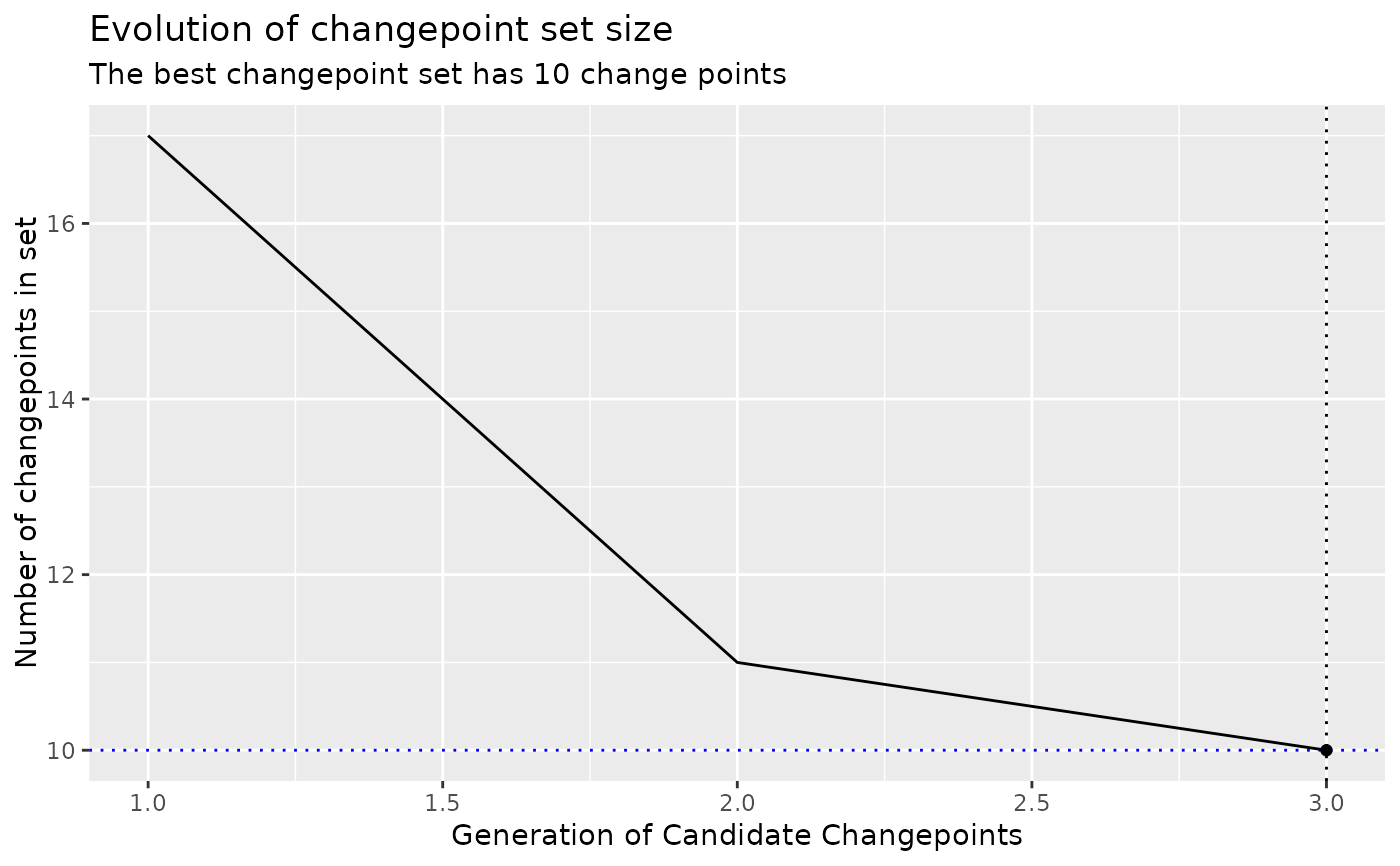 Evolution of changepoint set size
The best changepoint set has 10 change points
Number of changepoints in set
16
14
12
10
1.0 1.5 2.0 2.5 3.0
Generation of Candidate Changepoints